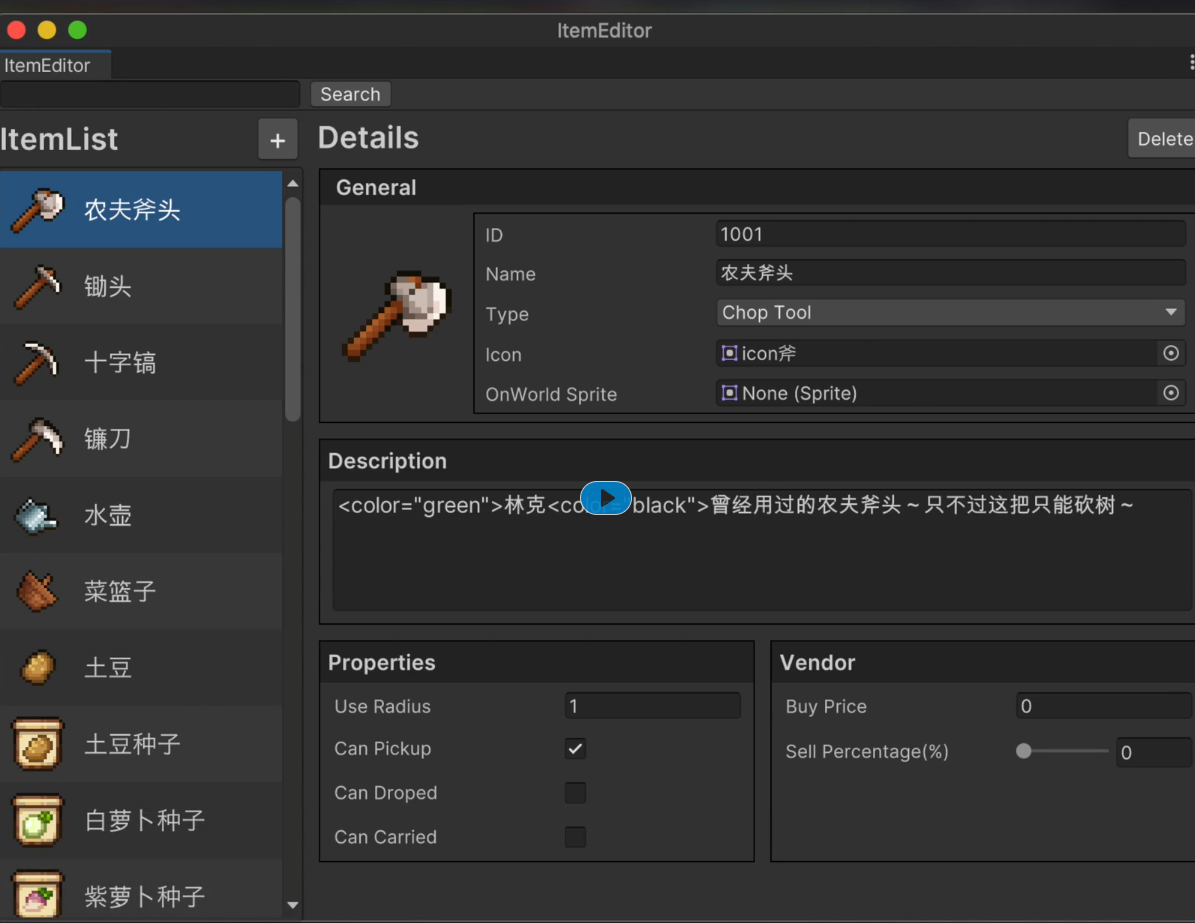 ItemEditor
ItemEditor
Search
ItemList
+
Details
Delete
农夫斧头
锄头
十字镐
镰刀
水壶
菜篮子
土豆
土豆种子
白萝卜种子
紫萝卜种子
General
ID 1001
Name 农夫斧头
Type Chop Tool
Icon icon斧
OnWorld Sprite None (Sprite)
Description
<color="green">林克<co ="black">曾经用过的农夫斧头～只不过这把只能砍树～
Properties
Use Radius 1
Can Pickup
Can Droped
Can Carried
Vendor
Buy Price 0
Sell Percentage(%) 0